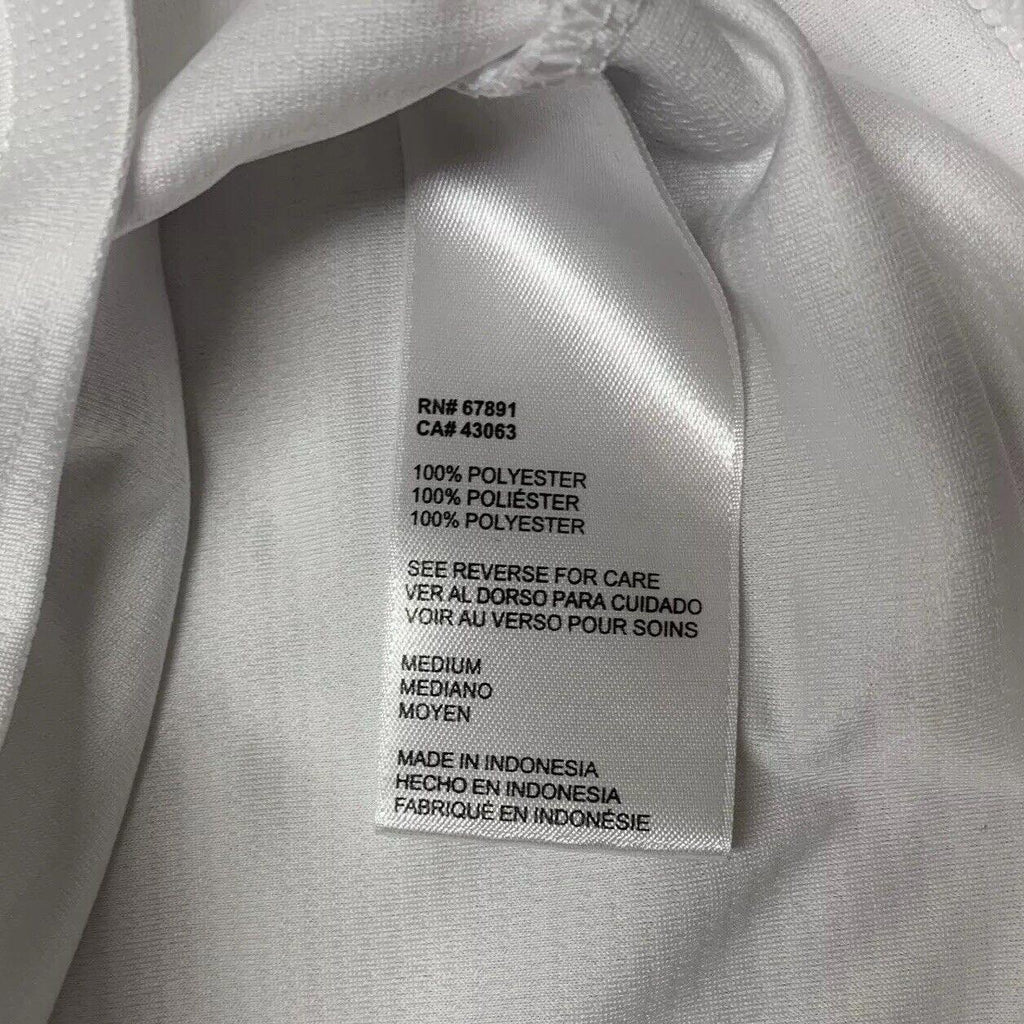 RN# 67891
CA# 43063
100% POLYESTER
100% POLIÉSTER
100% POLYESTER
SEE REVERSE FOR CARE
VER AL DORSO PARA CUIDADO
VOIR AU VERSO POUR SOINS
MEDIUM
MEDIANO
MOYEN
MADE IN INDONESIA
HECHO EN INDONESIA
FABRIQUÉ EN INDONÉSIE